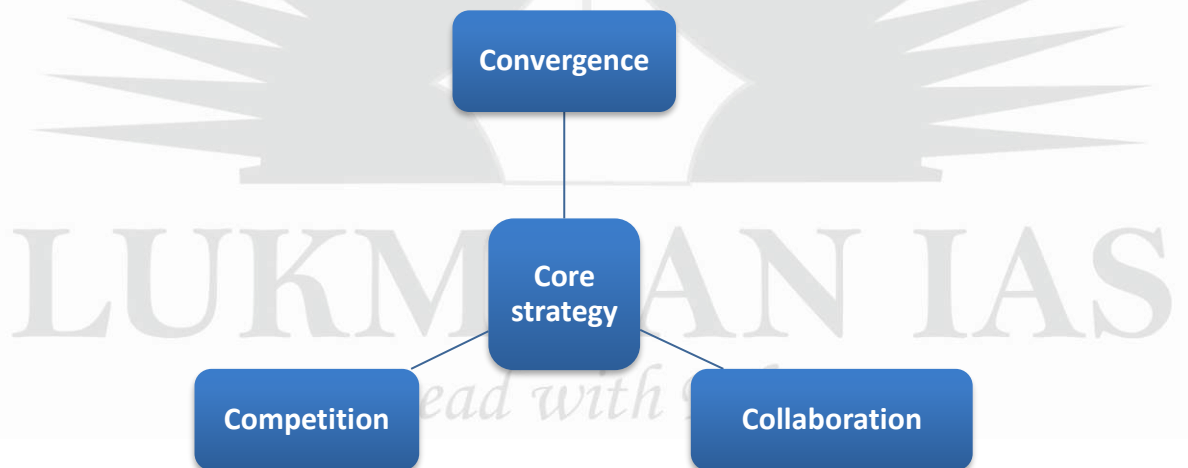 Convergence
LUKM AN IAS
Core
strategy
ead with
Competition
Collaboration